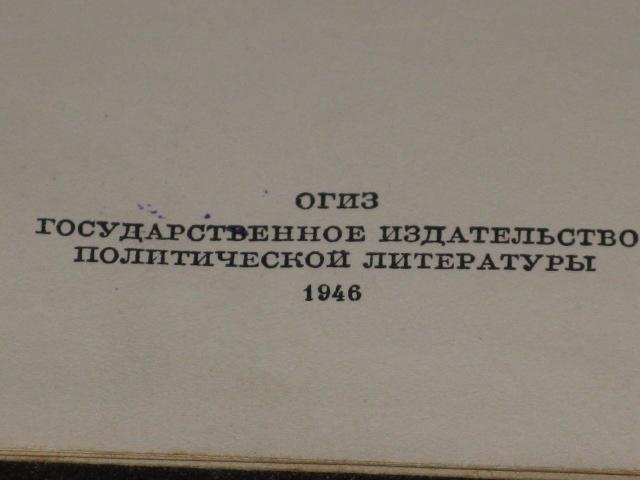 ОГИЗ
ГОСУДАРСТВЕННОЕ ИЗДАТЕЛЬСТВО
ПОЛИТИЧЕСКОЙ ЛИТЕРАТУРЫ
1946